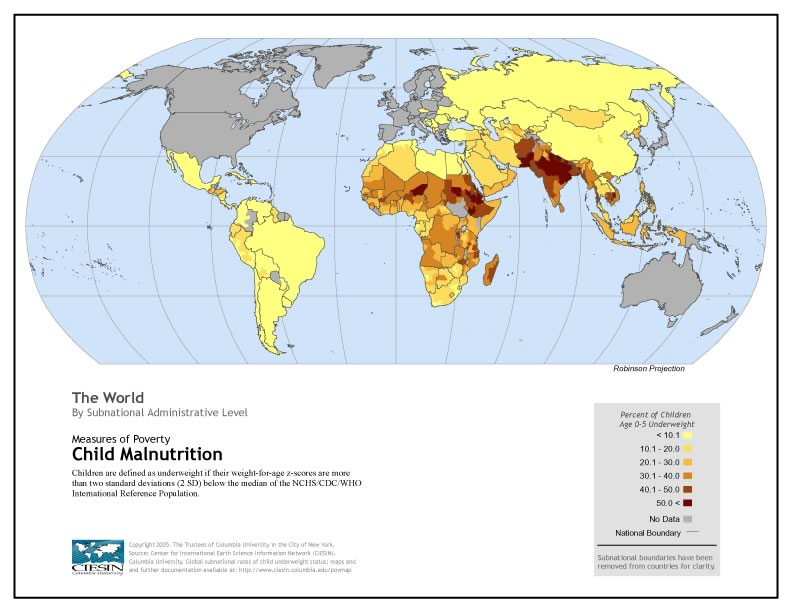 Robinson Projection
The World
By Subnational Administrative Level
Measures of Poverty
Child Malnutrition
Children are defined as underweight if their weight-for-age z-scores are more
than two standard deviations (2 SD) below the median of the NCHS/CDC/WHO
International Reference Population.
CIESIN
Columbia University
Copyright 2005. The Trustees of Columbia University in the City of New York.
Source: Center for International Earth Science Information Network (CIESIN).
Columbia University. Global subnational rates of child underweight status; maps and
and further documentation available at: http://www.ciesin.columbia.edu/povmap
Percent of Children
Age 0-5 Underweight
< 10.1
10.1 - 20.0
20.1 - 30.0
30.1 - 40.0
40.1 - 50.0
50.0 <
No Data
National Boundary
Subnational boundaries have been
removed from countries for clarity.